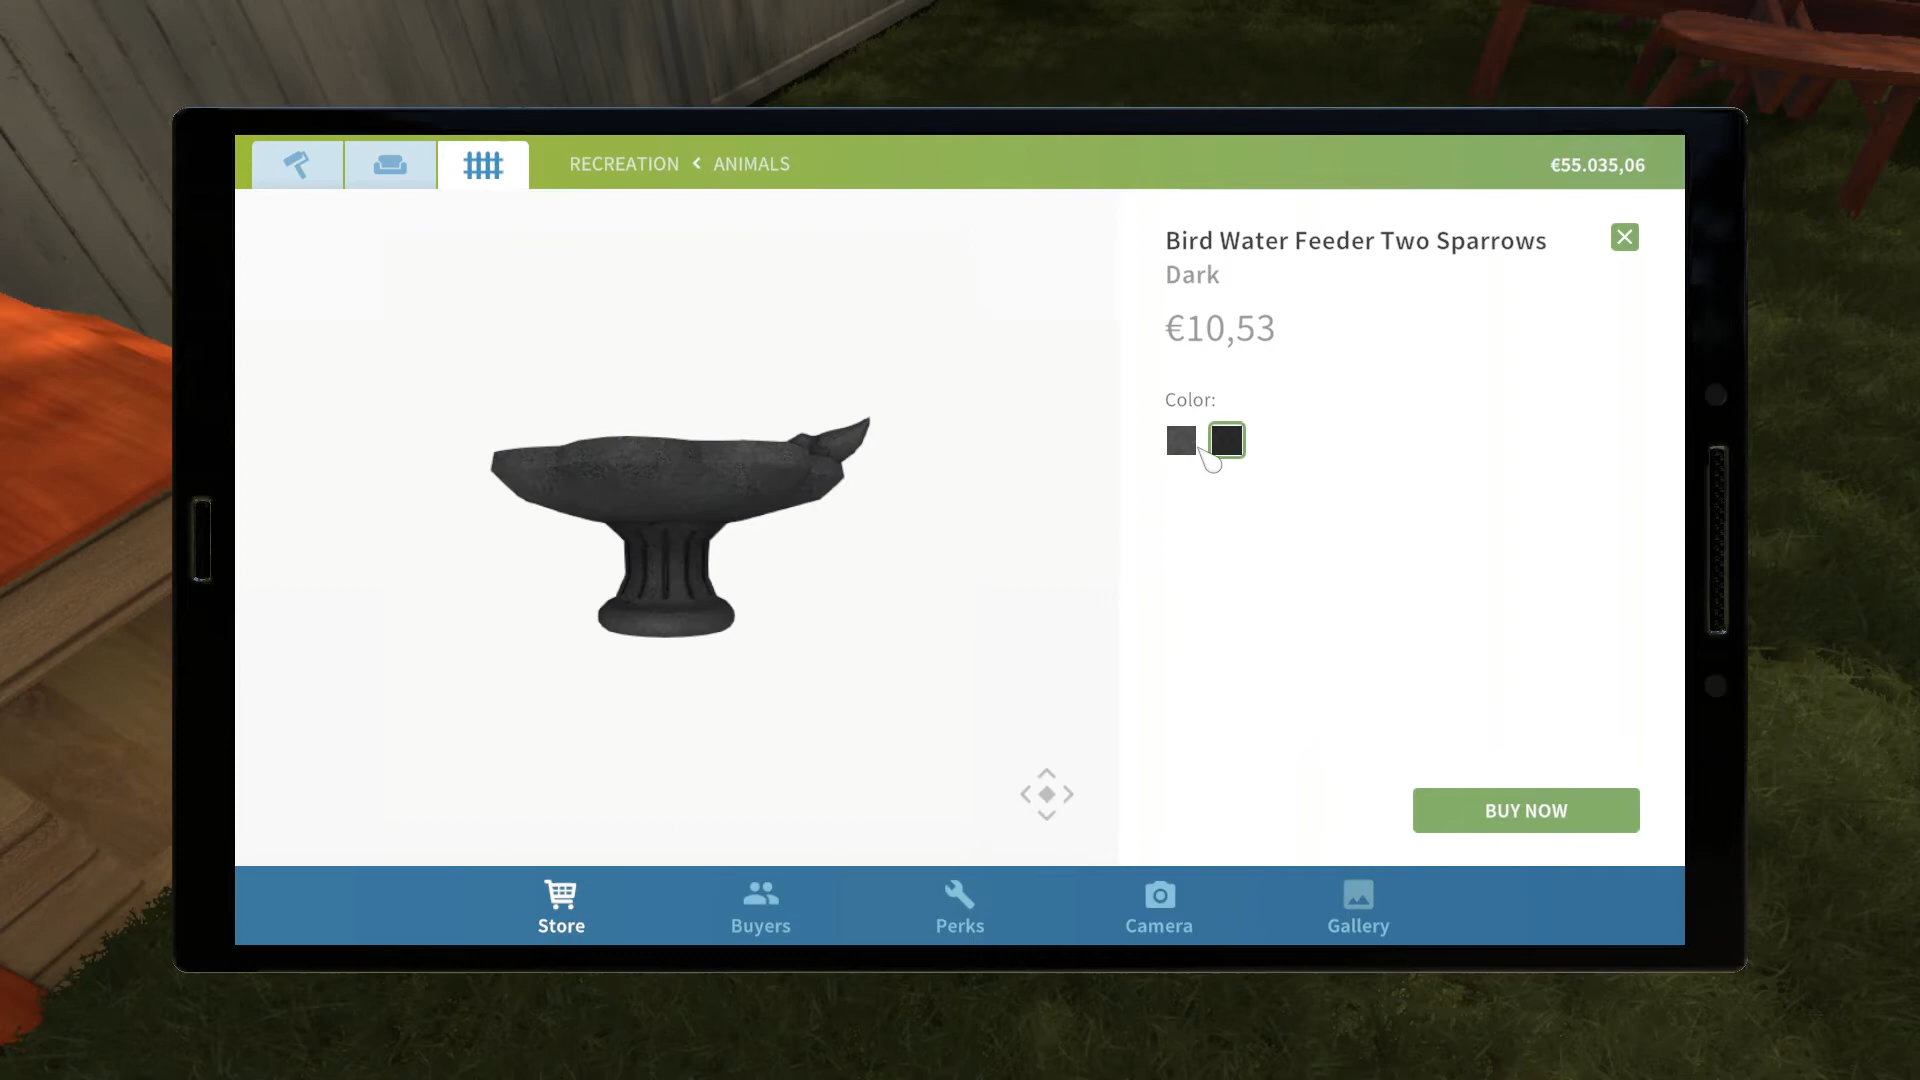 RECREATION < ANIMALS
€55.035,06
Bird Water Feeder Two Sparrows
Dark
€10,53
Color:
BUY NOW
Store
Buyers
Perks
Camera
Gallery